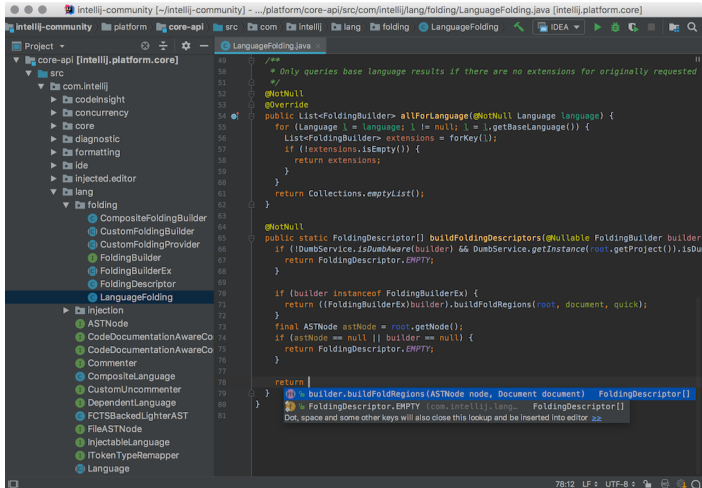 intellij-community [~/intellij-community] - .../platform/core-api/src/com/intellij/lang/folding/LanguageFolding.java [intellij.platform.core]
intellij-community platform core-api src com intellij lang folding LanguageFolding IDEA
Project
LanguageFolding.java
core-api [intellij.platform.core]
src
com.intellij
codeInsight
concurrency
core
diagnostic
formatting
ide
injected.editor
lang
folding
CompositeFoldingBuilder
CustomFoldingBuilder
CustomFoldingProvider
FoldingBuilder
FoldingBuilderEx
FoldingDescriptor
LanguageFolding
injection
ASTNode
CodeDocumentationAwareCo
CodeDocumentationAwareCo
Commenter
CompositeLanguage
CustomUncommenter
DependentLanguage
FCTSBackedLighterAST
FileASTNode
InjectableLanguage
ITokenTypeRemapper
Language
49 /**
50 * Only queries base language results if there are no extensions for originally requested
51 */
52 @NotNull
53 @Override
54 public List<FoldingBuilder> allForLanguage(@NotNull Language language) {
55 for (Language l = language; l != null; l = l.getBaseLanguage()) {
56 List<FoldingBuilder> extensions = forKey(l);
57 if (!extensions.isEmpty()) {
58 return extensions;
59 }
60 }
61 return Collections.emptyList();
62 }
63
64 @NotNull
65 public static FoldingDescriptor[] buildFoldingDescriptors(@Nullable FoldingBuilder builder
66 if (!DumbService.isDumbAware(builder) && DumbService.getInstance(root.getProject()).isDu
67 return FoldingDescriptor.EMPTY;
68 }
69
70 if (builder instanceof FoldingBuilderEx) {
71 return ((FoldingBuilderEx)builder).buildFoldRegions(root, document, quick);
72 }
73 final ASTNode astNode = root.getNode();
74 if (astNode == null || builder == null) {
75 return FoldingDescriptor.EMPTY;
76 }
77
78 return
79 }
80 }
81
builder.buildFoldRegions(ASTNode node, Document document) FoldingDescriptor[]
FoldingDescriptor.EMPTY (com.intellij.lang… FoldingDescriptor[]
Dot, space and some other keys will also close this lookup and be inserted into editor >>
78:12 LF UTF-8